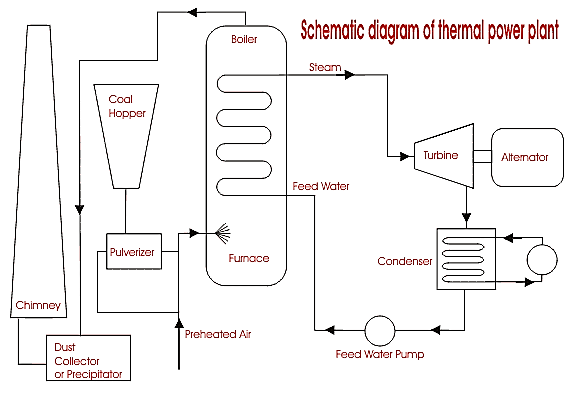 Schematic diagram of thermal power plant
Boiler
Steam
Coal
Hopper
Turbine
Alternator
Feed Water
Pulverizer
Furnace
Condenser
Chimney
Preheated Air
Dust
Collector
or Precipitator
Feed Water Pump